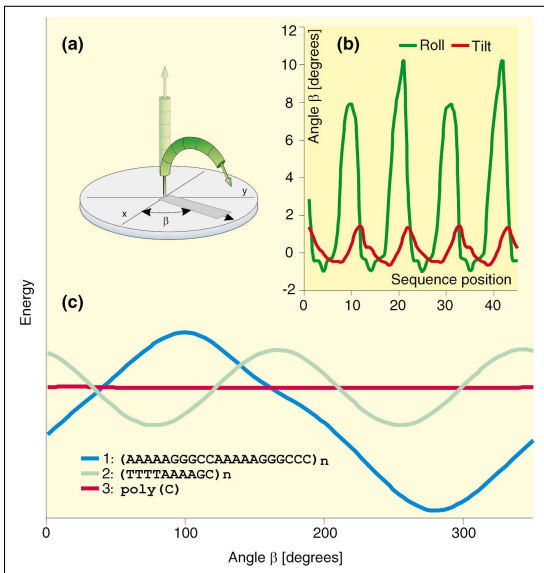 (a)
y
x
β
(b)
Roll
Tilt
Angle β [degrees]
12
10
8
6
4
2
0
-2
Sequence position
0
10
20
30
40
(c)
Energy
1: (AAAAAGGGCCAAAAAGGGCCC)n
2: (TTTTAAAAGC)n
3: poly(C)
0
100
200
300
Angle β [degrees]